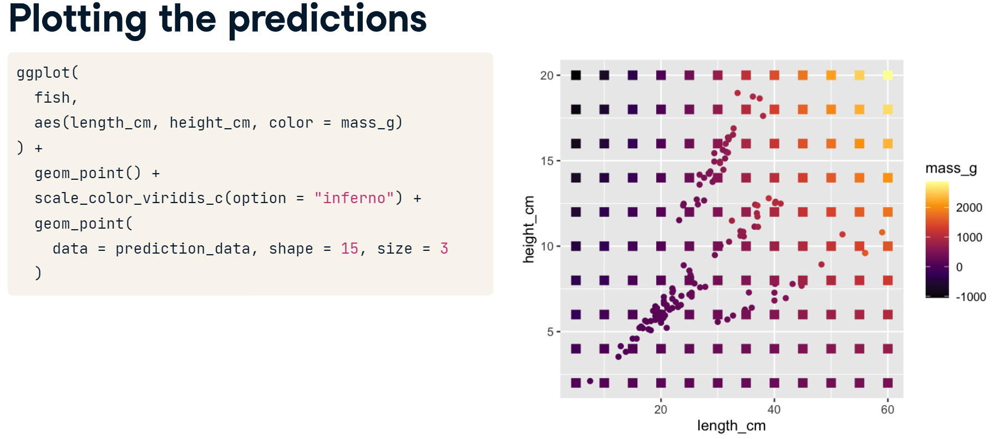 Plotting the predictions
ggplot(
  fish,
  aes(length_cm, height_cm, color = mass_g)
) +
  geom_point() +
  scale_color_viridis_c(option = "inferno") +
  geom_point(
    data = prediction_data, shape = 15, size = 3
  )
20
15
10
5
height_cm
20
40
60
length_cm
mass_g
2000
1000
0
-1000